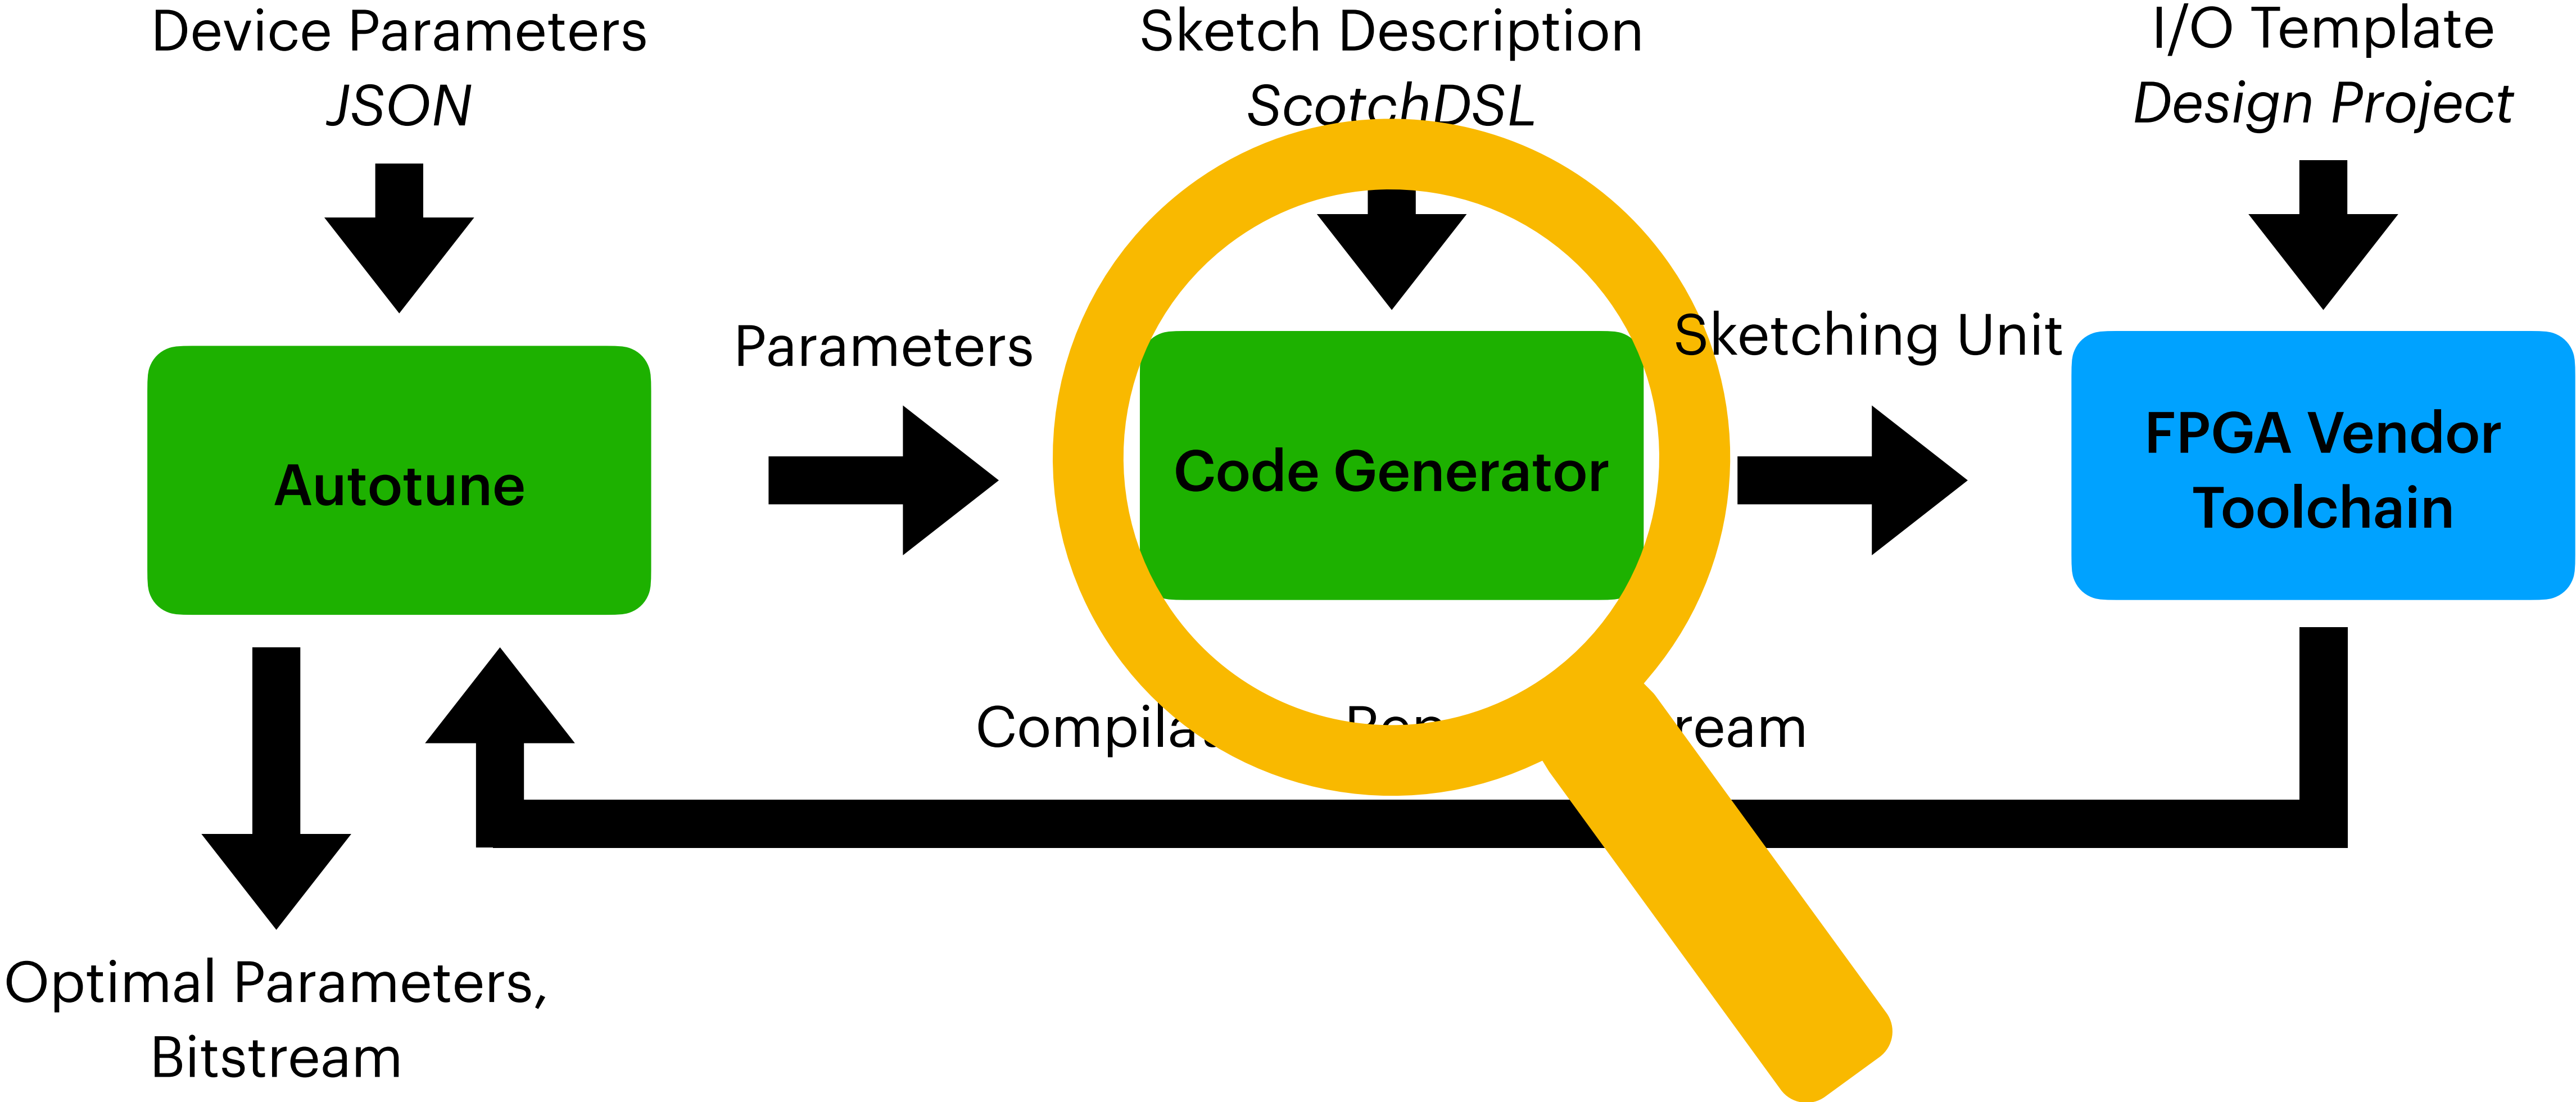 Device Parameters
JSON
Sketch Description
ScotchDSL
I/O Template
Design Project
Parameters
Sketching Unit
Autotune
Code Generator
FPGA Vendor
Toolchain
Optimal Parameters,
Bitstream